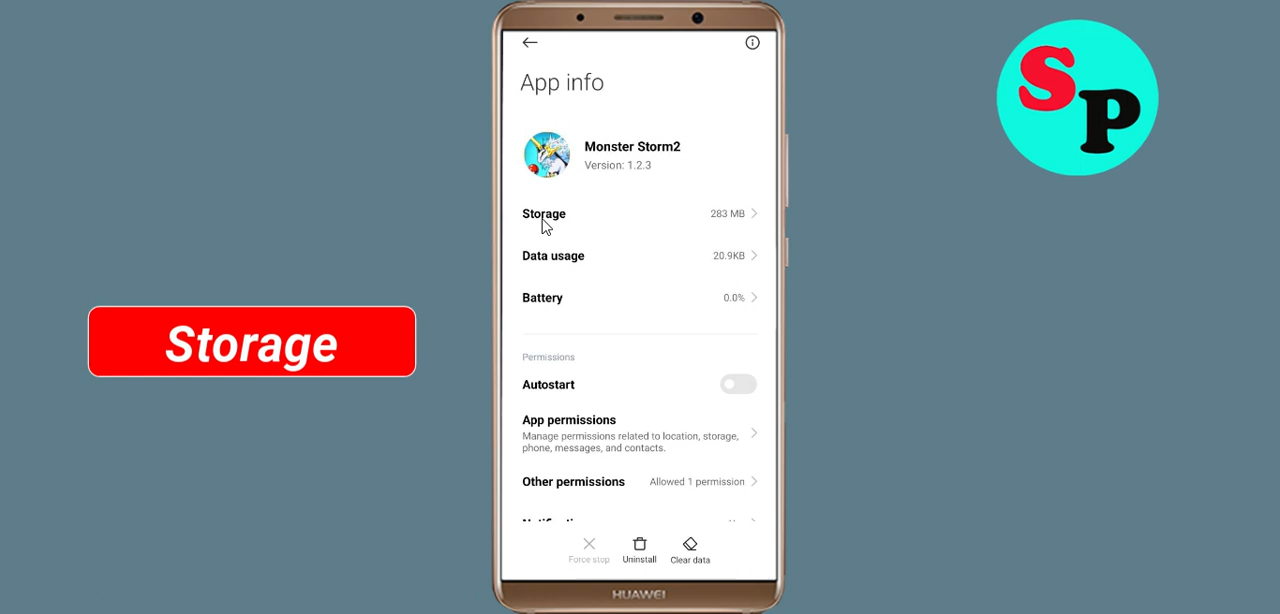 App info
SP
Monster Storm2
Version: 1.2.3
Storage 283 MB
Data usage 20.9KB
Battery 0.0%
Storage
Permissions
Autostart
App permissions
Manage permissions related to location, storage,
phone, messages, and contacts.
Other permissions Allowed 1 permission
Force stop Uninstall Clear data
HUAWEI